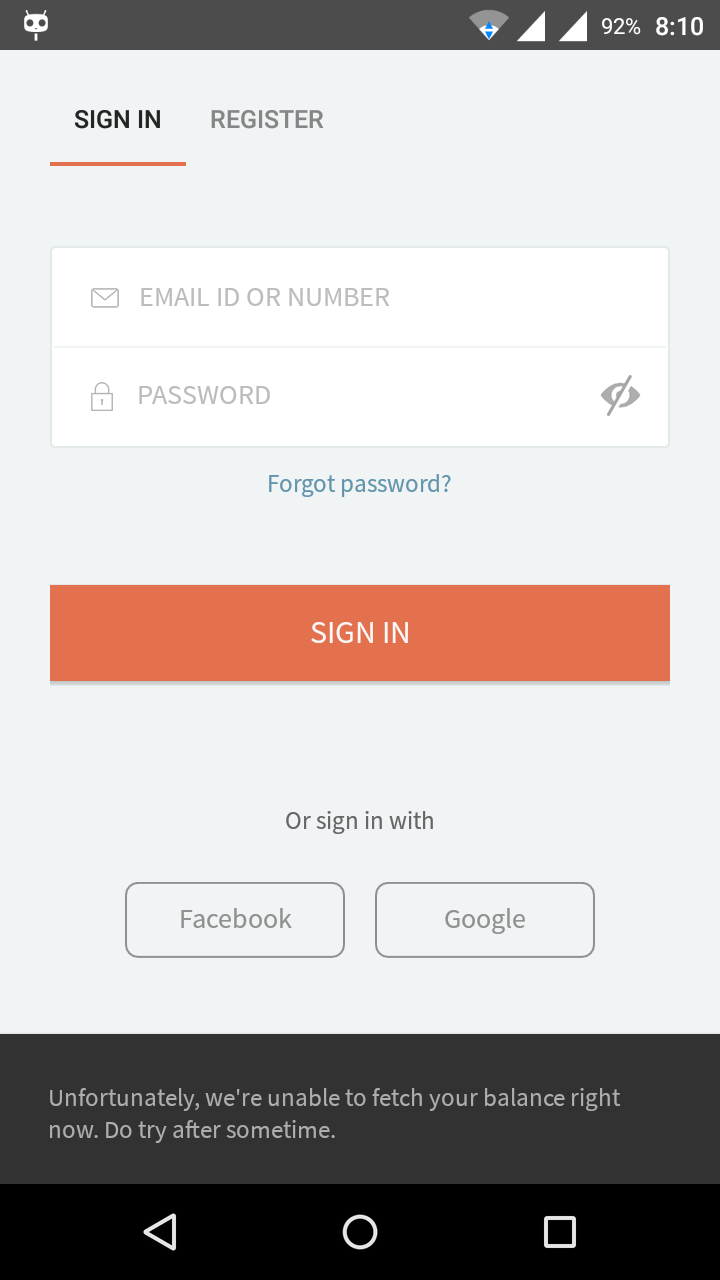 92% 8:10
SIGN IN REGISTER
EMAIL ID OR NUMBER
PASSWORD
Forgot password?
SIGN IN
Or sign in with
Facebook Google
Unfortunately, we're unable to fetch your balance right
now. Do try after sometime.